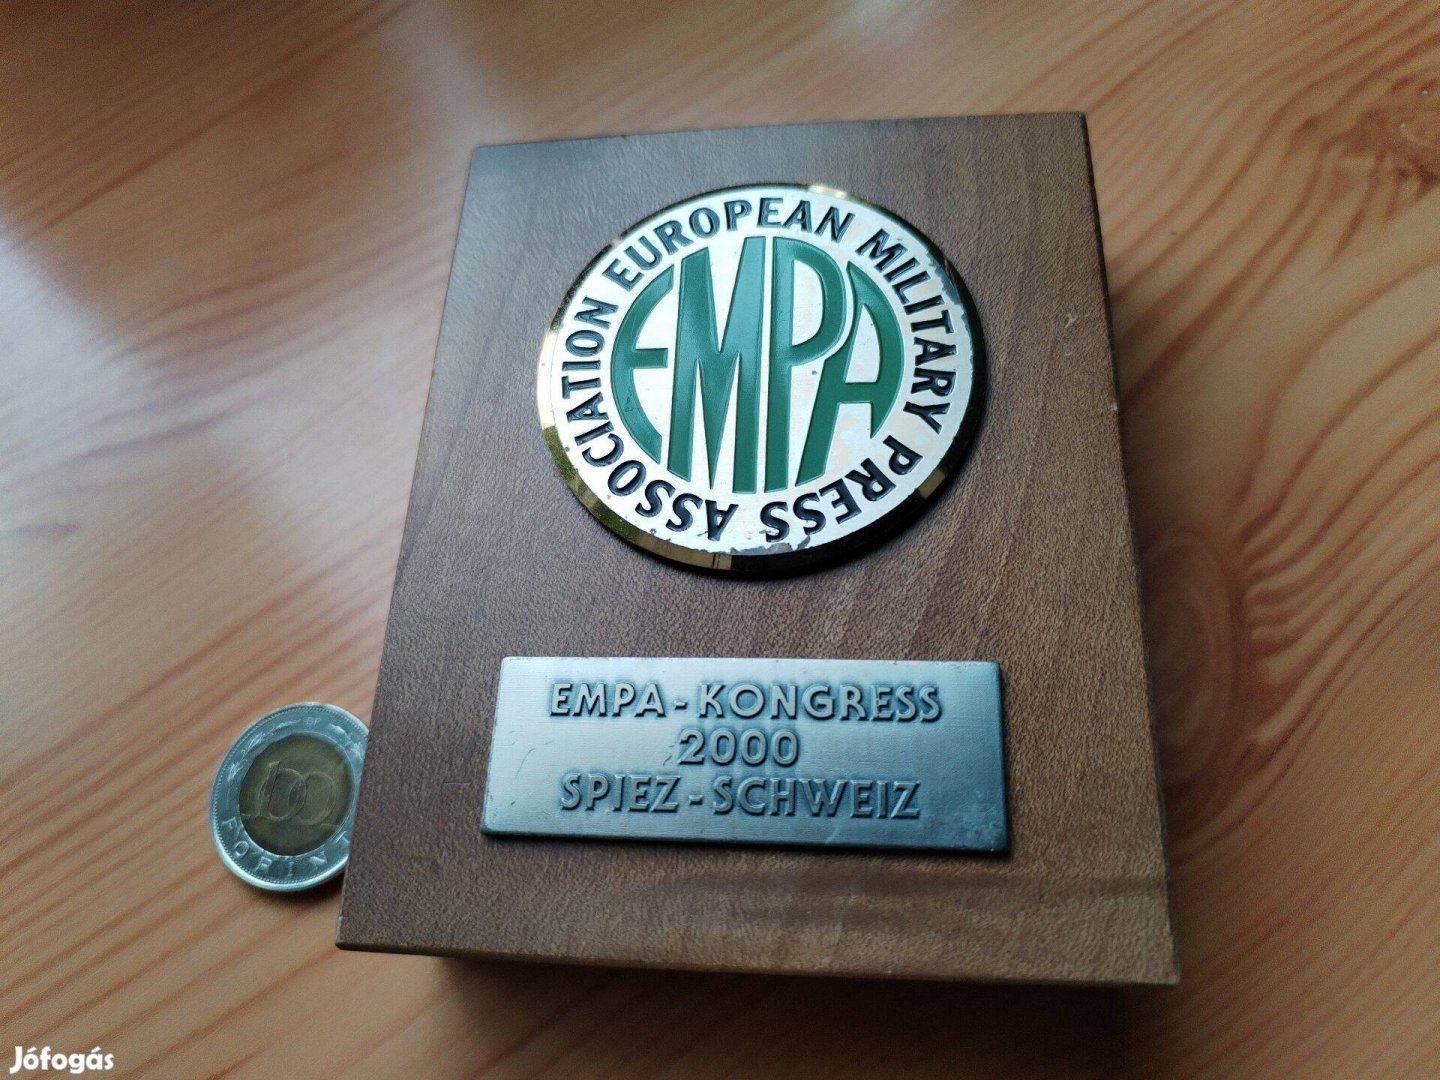 EUROPEAN MILITARY PRESS ASSOCIATION
EMPA
EMPA-KONGRESS
2000
SPIEZ-SCHWEIZ
100
FORINT
Jófogás